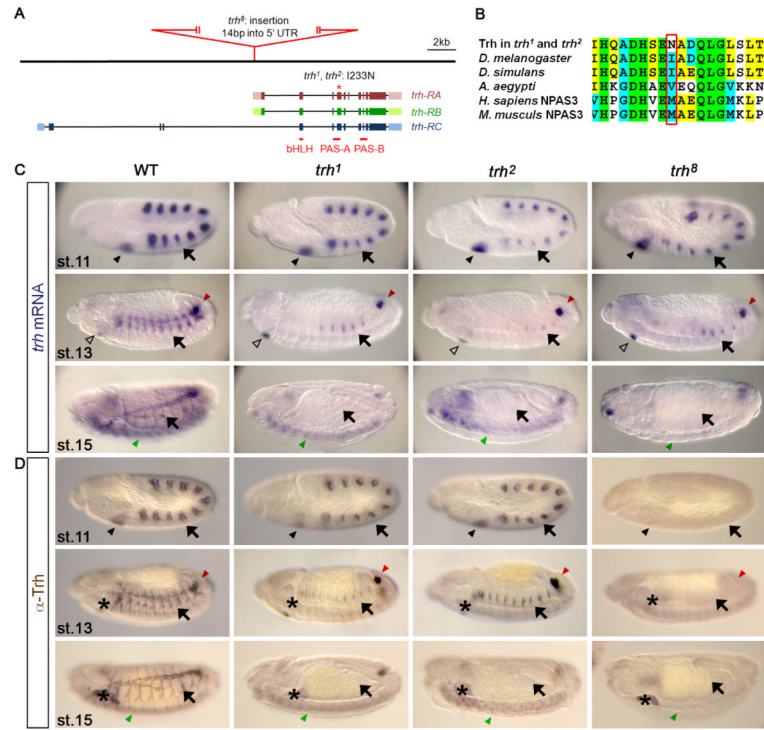 A
trh⁸: insertion
14bp into 5' UTR
2kb
trh¹, trh²: I233N
*
trh-RA
trh-RB
trh-RC
bHLH PAS-A PAS-B
B
Trh in trh¹ and trh² IHQADHSENADQLGLSLT
D. melanogaster IHQADHSEIADQLGLSLT
D. simulans IHQADHSEIADQLGLSLT
A. aegypti IHKGDHSAVEQQLGVKKN
H. sapiens NPAS3 VHPGDHVEMAEQLGMKLP
M. musculs NPAS3 VHPGDHVEMAEQLGMKLP
C WT trh¹ trh² trh⁸
trh mRNA
st.11
st.13
st.15
D
α-Trh
st.11
st.13
* * * *
st.15
* * * *